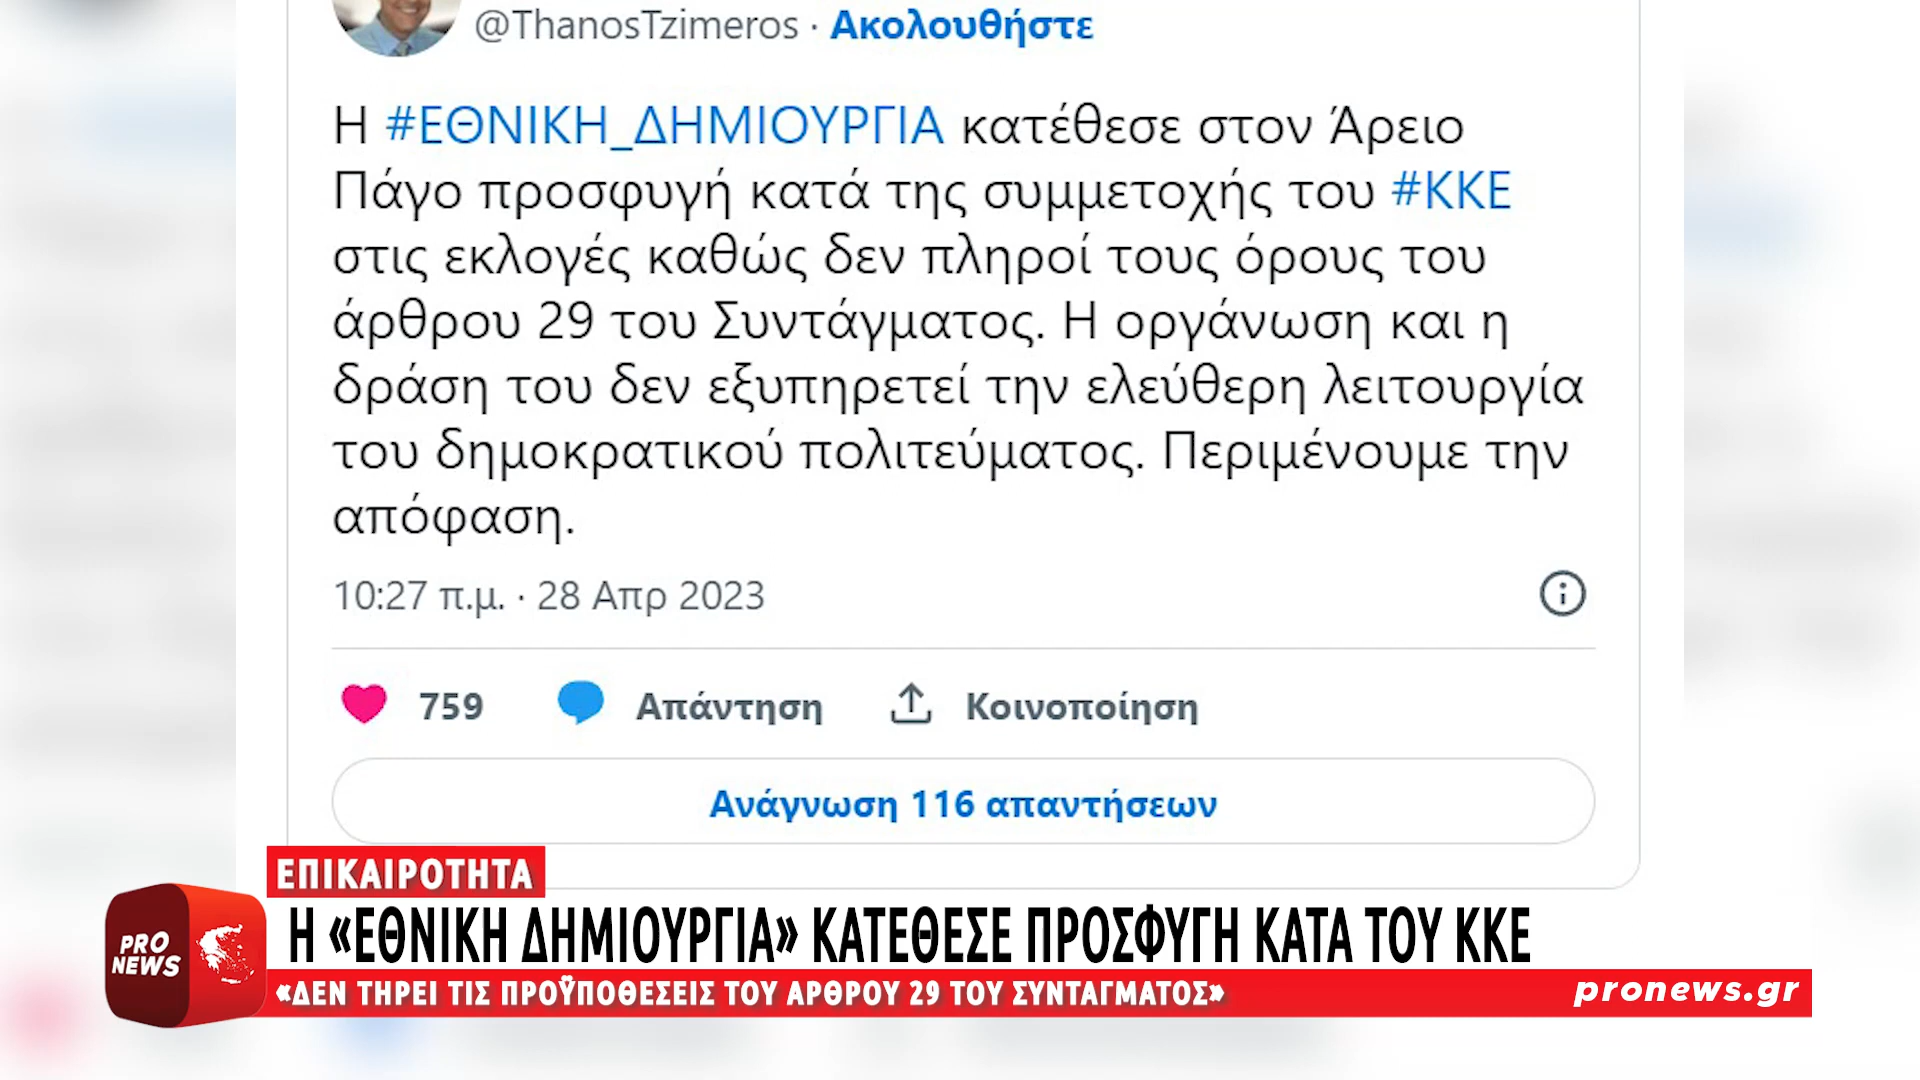 @ThanosTzimeros · Ακολουθήστε
Η #ΕΘΝΙΚΗ_ΔΗΜΙΟΥΡΓΙΑ κατέθεσε στον Άρειο
Πάγο προσφυγή κατά της συμμετοχής του #ΚΚΕ
στις εκλογές καθώς δεν πληροί τους όρους του
άρθρου 29 του Συντάγματος. Η οργάνωση και η
δράση του δεν εξυπηρετεί την ελεύθερη λειτουργία
του δημοκρατικού πολιτεύματος. Περιμένουμε την
απόφαση.
10:27 π.μ. · 28 Απρ 2023
759 Απάντηση Κοινοποίηση
Ανάγνωση 116 απαντήσεων
ΕΠΙΚΑΙΡΟΤΗΤΑ
Η «ΕΘΝΙΚΗ ΔΗΜΙΟΥΡΓΙΑ» ΚΑΤΕΘΕΣΕ ΠΡΟΣΦΥΓΗ ΚΑΤΑ ΤΟΥ ΚΚΕ
PRO
NEWS
«ΔΕΝ ΤΗΡΕΙ ΤΙΣ ΠΡΟΫΠΟΘΕΣΕΙΣ ΤΟΥ ΑΡΘΡΟΥ 29 ΤΟΥ ΣΥΝΤΑΓΜΑΤΟΣ»
pronews.gr